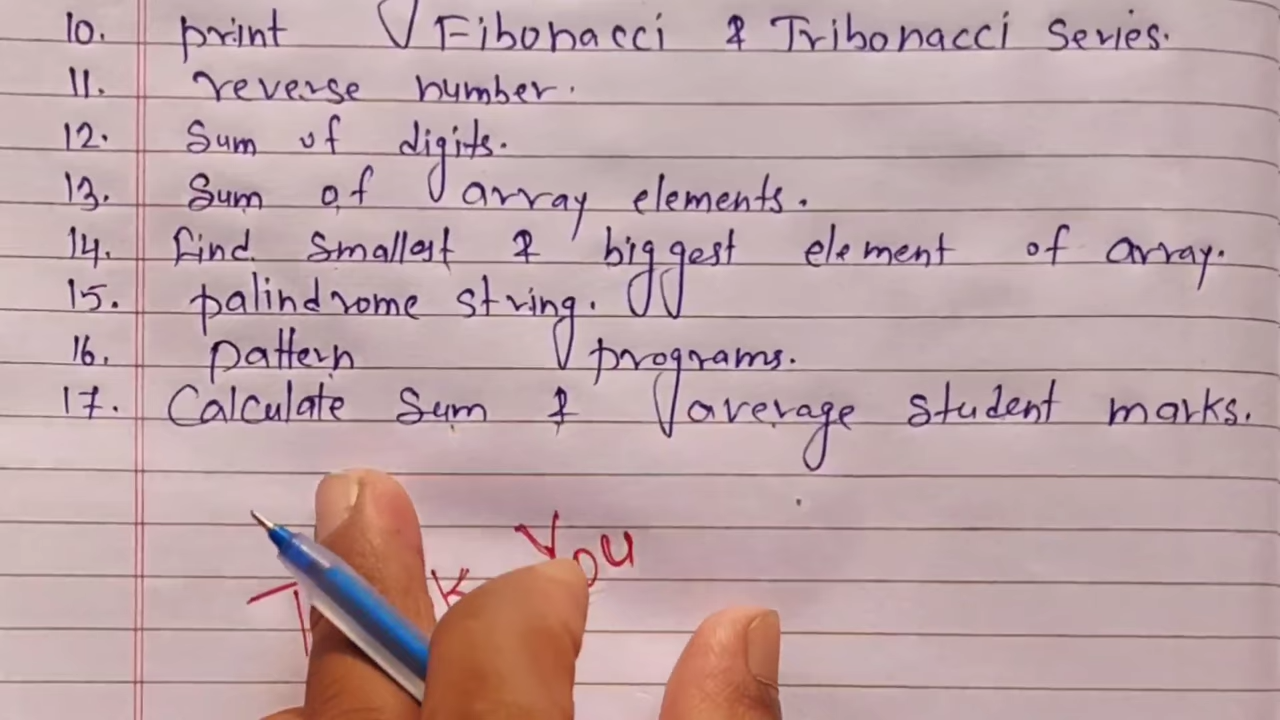 10. print Fibonacci & Tribonacci Series.
11. reverse number.
12. Sum of digits.
13. Sum of array elements.
14. find smallest & biggest element of array.
15. palindrome string.
16. pattern programs.
17. Calculate Sum & average student marks.
You